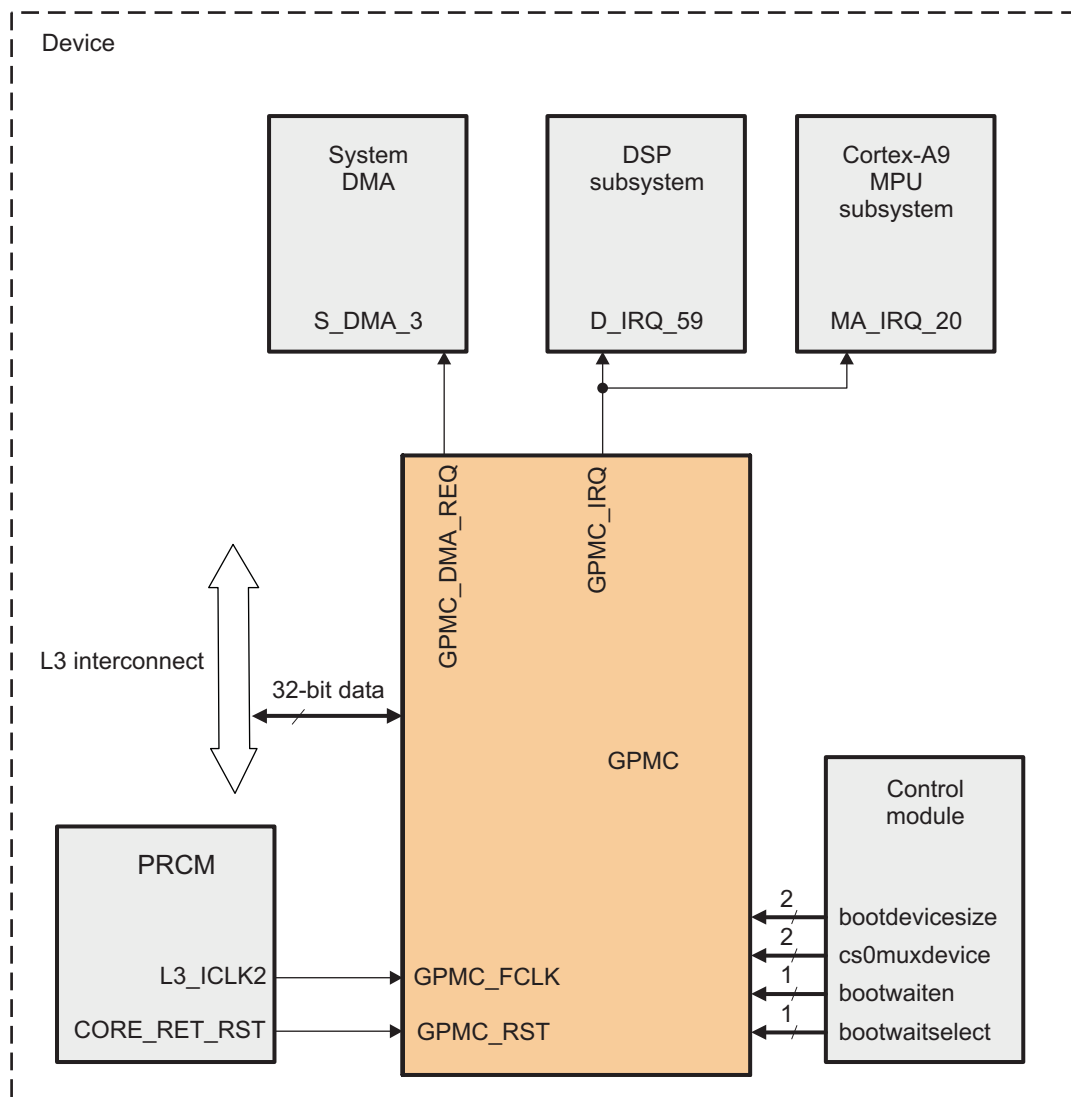 Device
System
DMA
S_DMA_3
DSP
subsystem
D_IRQ_59
Cortex-A9
MPU
subsystem
MA_IRQ_20
GPMC_DMA_REQ
GPMC_IRQ
L3 interconnect
32-bit data
GPMC
PRCM
L3_ICLK2
CORE_RET_RST
GPMC_FCLK
GPMC_RST
Control
module
2
bootdevicesize
2
cs0muxdevice
1
bootwaiten
1
bootwaitselect